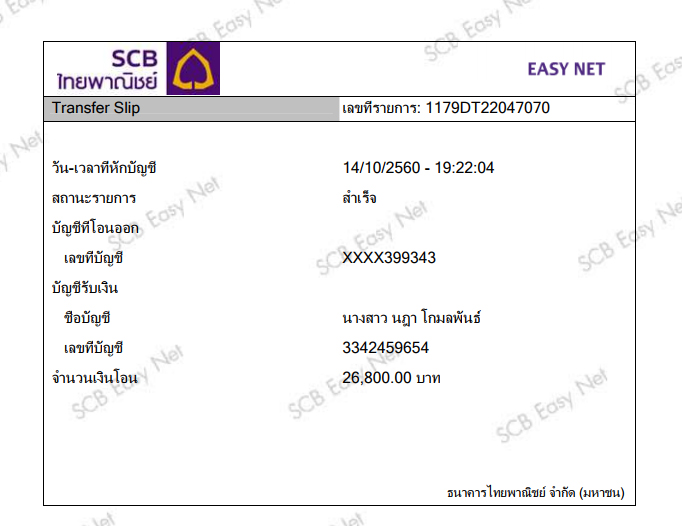 SCB
ไทยพาณิชย์
EASY NET
Transfer Slip เลขที่รายการ: 1179DT22047070
วัน-เวลาที่หักบัญชี 14/10/2560 - 19:22:04
สถานะรายการ สำเร็จ
บัญชีที่โอนออก
เลขที่บัญชี XXXX399343
บัญชีรับเงิน
ชื่อบัญชี นางสาว นฎา โกมลพันธ์
เลขที่บัญชี 3342459654
จำนวนเงินโอน 26,800.00 บาท
ธนาคารไทยพาณิชย์ จำกัด (มหาชน)
SCB Easy Net
SCB Easy Net
SCB Easy Net
SCB Easy Net
SCB Easy Net
SCB Easy Net
SCB Easy Net
SCB Easy Net
SCB Easy Net